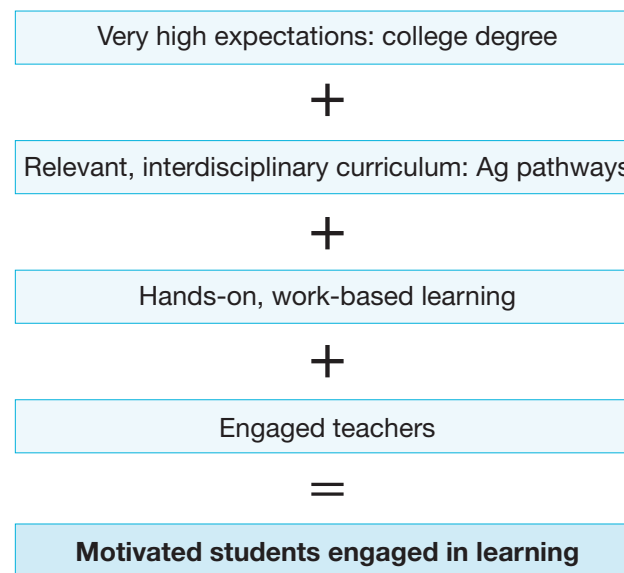 Very high expectations: college degree
+
Relevant, interdisciplinary curriculum: Ag pathways
+
Hands-on, work-based learning
+
Engaged teachers
=
Motivated students engaged in learning